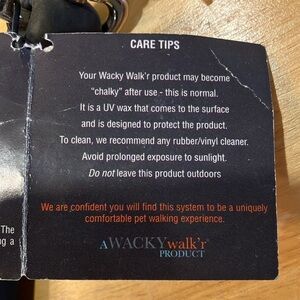 CARE TIPS
Your Wacky Walk'r product may become
"chalky" after use - this is normal.
It is a UV wax that comes to the surface
and is designed to protect the product.
To clean, we recommend any rubber/vinyl cleaner.
Avoid prolonged exposure to sunlight.
Do not leave this product outdoors
We are confident you will find this system to be a uniquely
comfortable pet walking experience.
A WACKY walk'r
PRODUCT
The
ng a